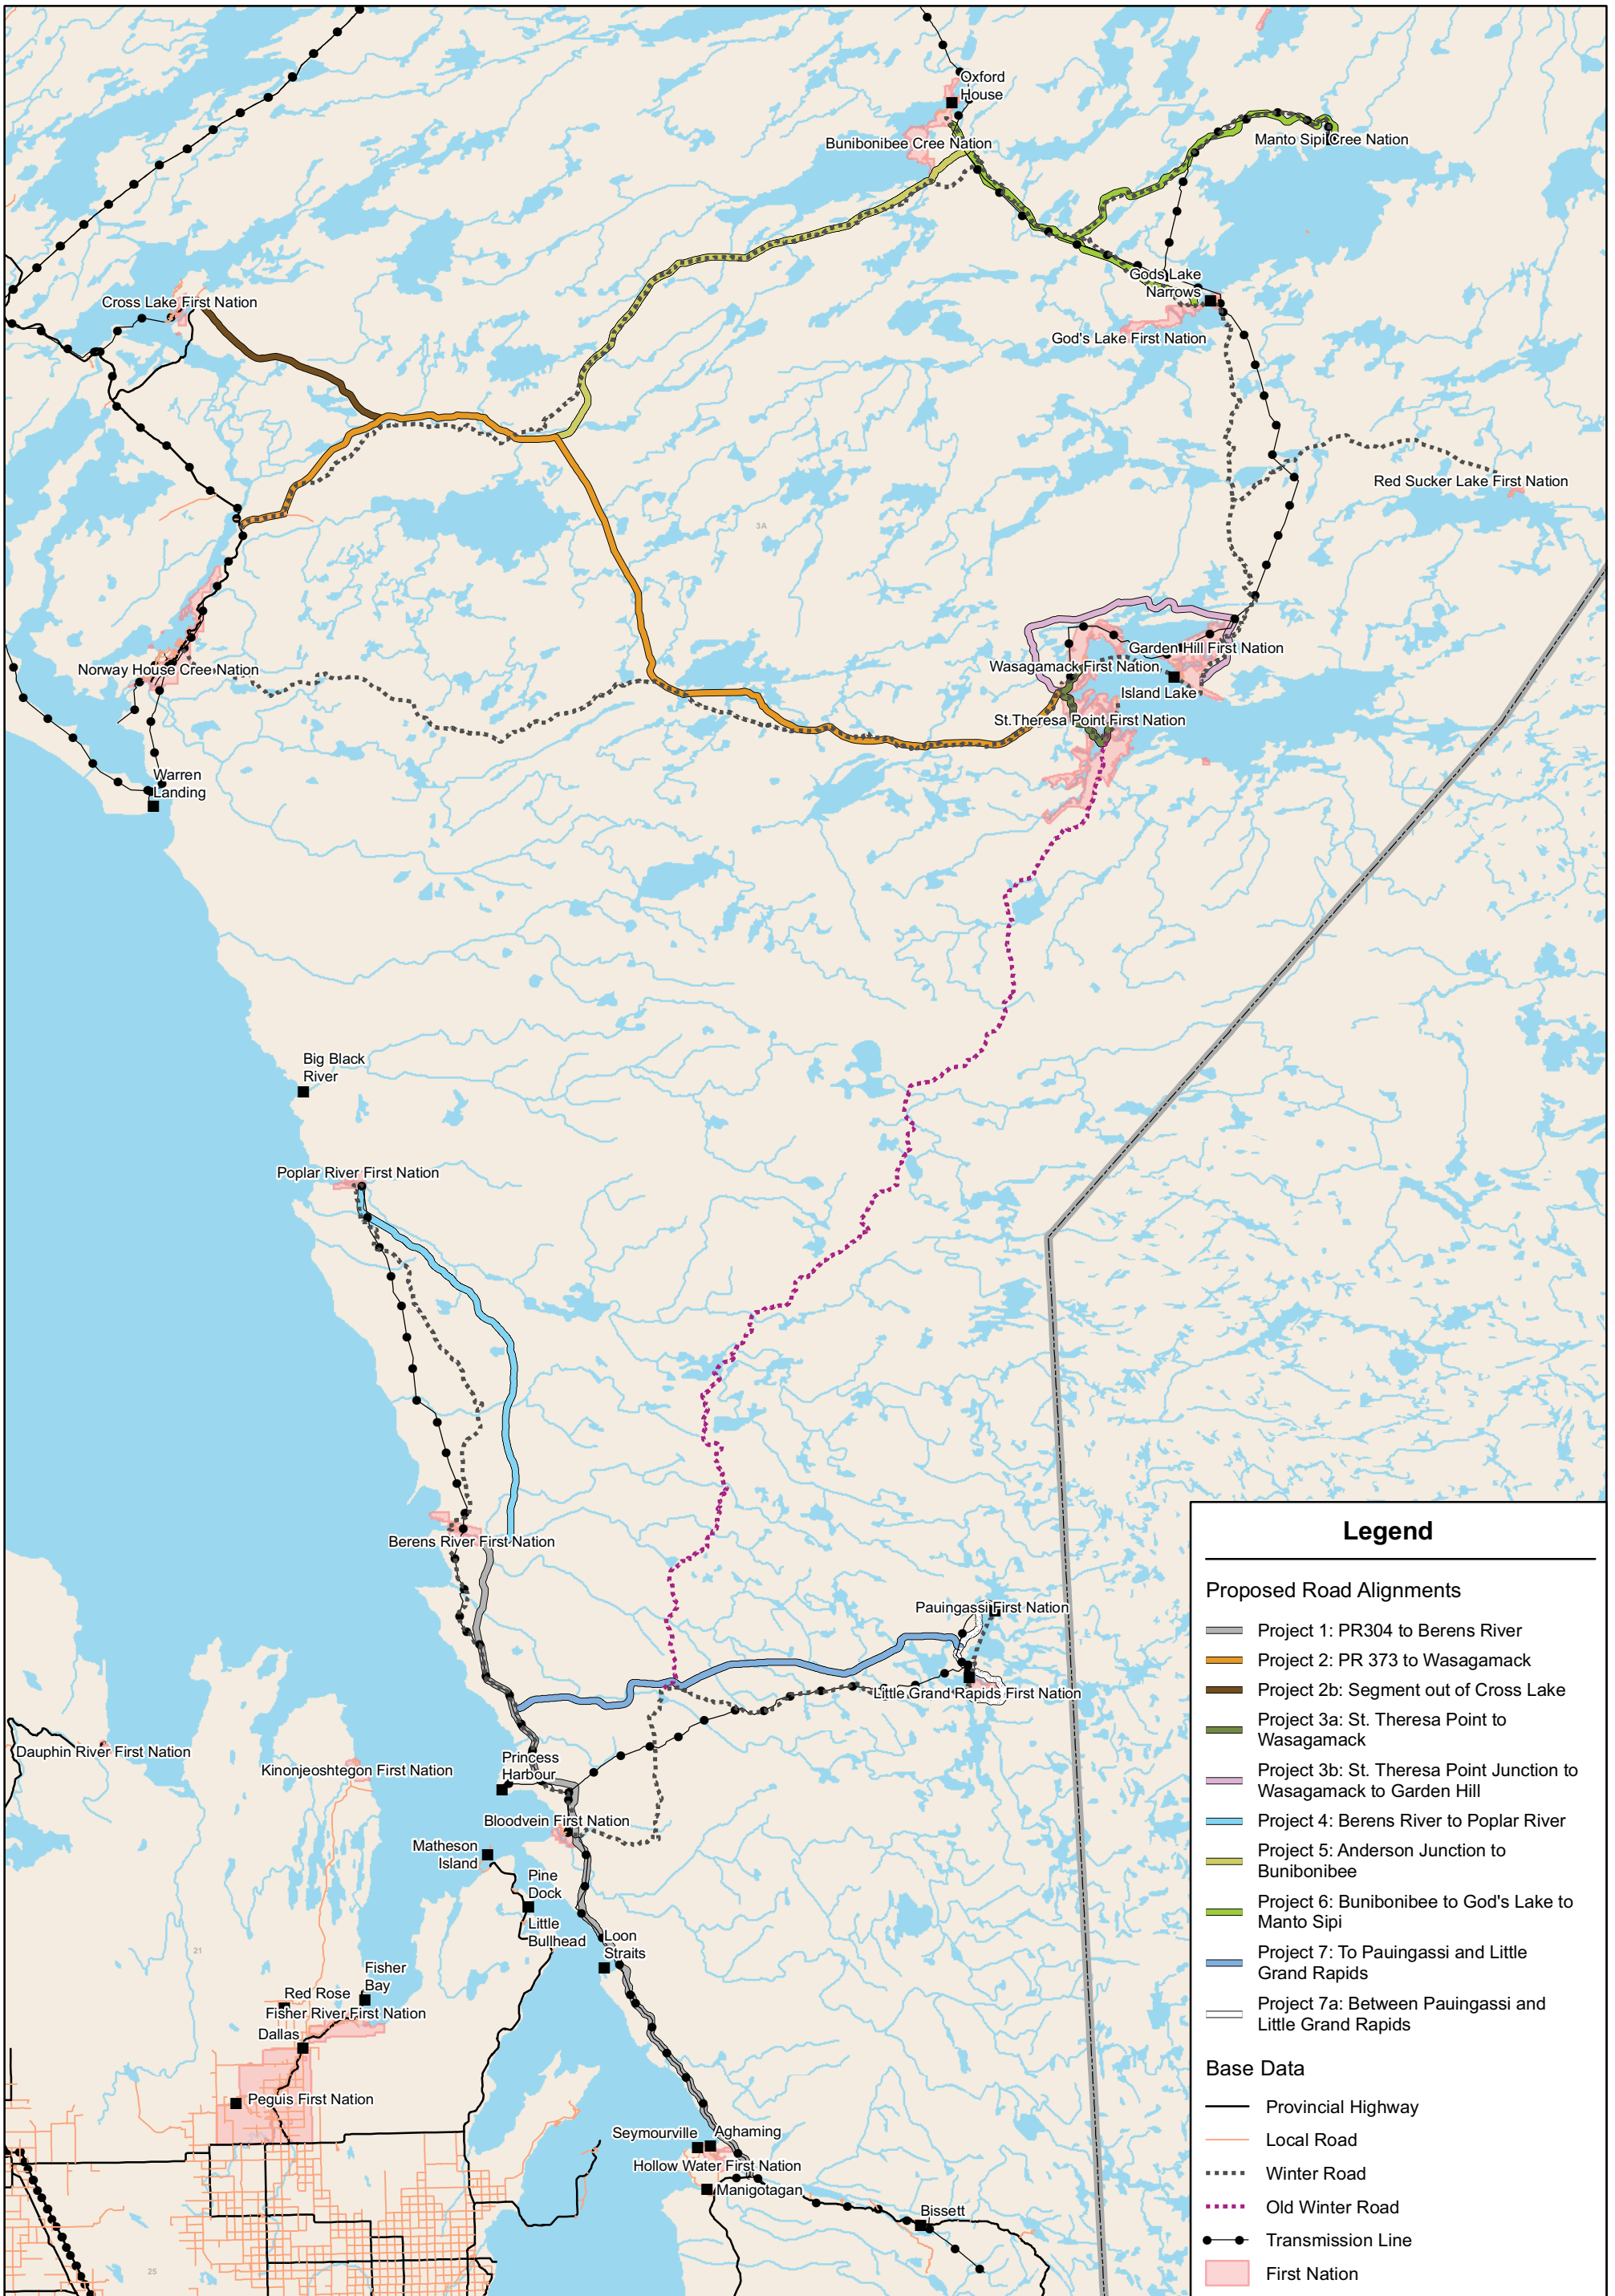 Oxford
House
Bunibonibee Cree Nation
Manto Sipi Cree Nation
Gods Lake
Narrows
God's Lake First Nation
Cross Lake First Nation
Red Sucker Lake First Nation
3A
Garden Hill First Nation
Wasagamack First Nation
Island Lake
St.Theresa Point First Nation
Norway House Cree Nation
Warren
Landing
Big Black
River
Poplar River First Nation
Berens River First Nation
Pauingassi First Nation
Little Grand Rapids First Nation
Dauphin River First Nation
Princess
Harbour
Kinonjeoshtegon First Nation
Bloodvein First Nation
Matheson
Island
Pine
Dock
Little
Bullhead
Loon
Straits
21
Fisher
Bay
Red Rose
Fisher River First Nation
Dallas
Peguis First Nation
Seymourville
Aghaming
Hollow Water First Nation
Manigotagan
Bissett
25
Legend
Proposed Road Alignments
Project 1: PR304 to Berens River
Project 2: PR 373 to Wasagamack
Project 2b: Segment out of Cross Lake
Project 3a: St. Theresa Point to
Wasagamack
Project 3b: St. Theresa Point Junction to
Wasagamack to Garden Hill
Project 4: Berens River to Poplar River
Project 5: Anderson Junction to
Bunibonibee
Project 6: Bunibonibee to God's Lake to
Manto Sipi
Project 7: To Pauingassi and Little
Grand Rapids
Project 7a: Between Pauingassi and
Little Grand Rapids
Base Data
Provincial Highway
Local Road
Winter Road
Old Winter Road
Transmission Line
First Nation